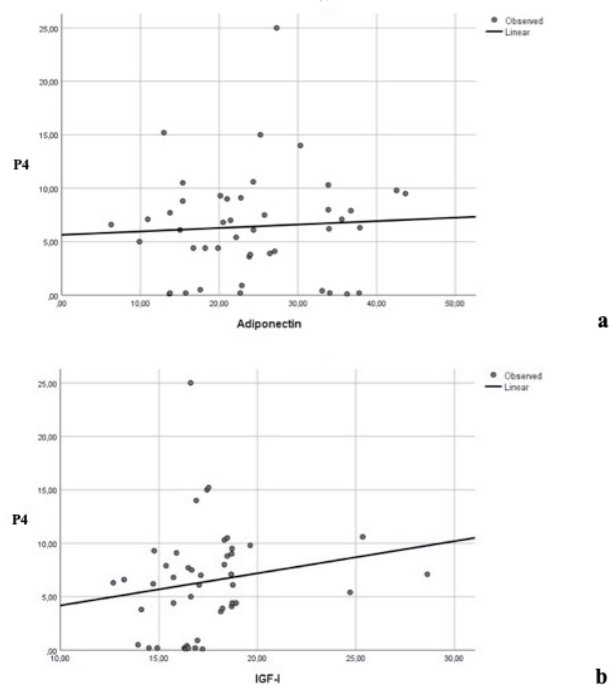 Observed
Linear
25,00
20,00
15,00
P4
10,00
5,00
,00
,00 10,00 20,00 30,00 40,00 50,00
Adiponectin
a
Observed
Linear
25,00
20,00
15,00
P4
10,00
5,00
,00
10,00 15,00 20,00 25,00 30,00
IGF-I
b